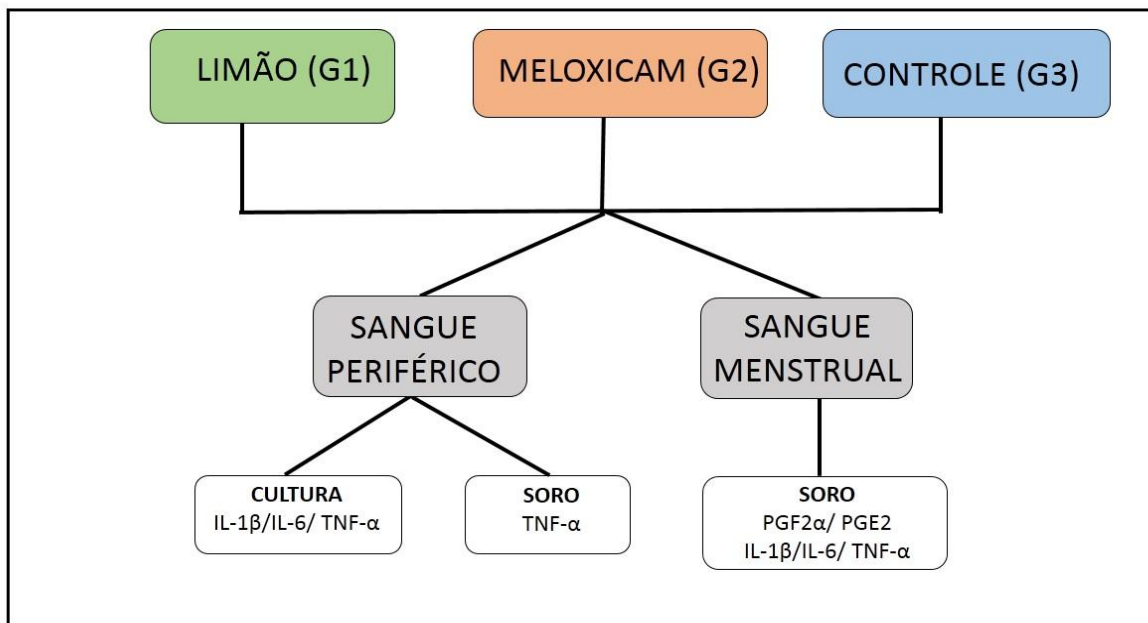 LIMÃO (G1)
MELOXICAM (G2)
CONTROLE (G3)
SANGUE
PERIFÉRICO
SANGUE
MENSTRUAL
CULTURA
IL-1β/IL-6/ TNF-α
SORO
TNF-α
SORO
PGF2α/ PGE2
IL-1β/IL-6/ TNF-α